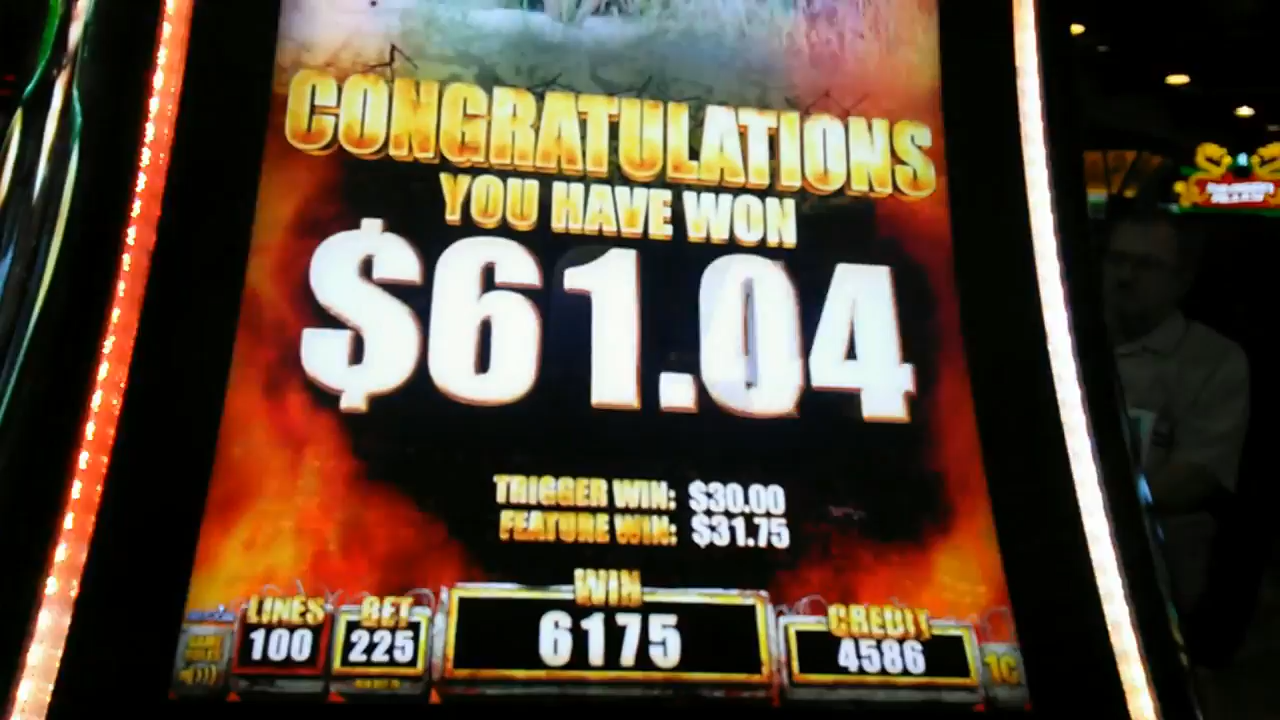 CONGRATULATIONS
YOU HAVE WON
$61.04
TRIGGER WIN: $30.00
FEATURE WIN: $31.75
WIN
LINES BET 6175 CREDIT
100 225 4586 1C